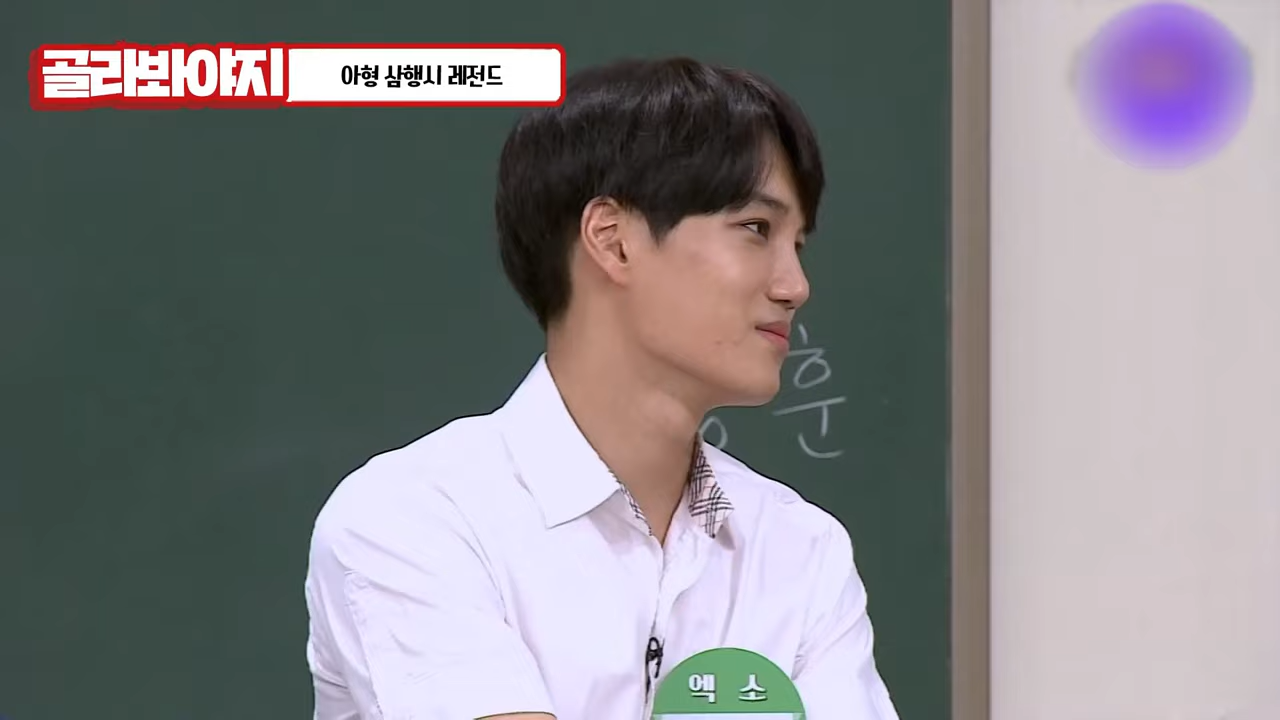 골라봐야지
아형 삼행시 레전드
훈
엑소